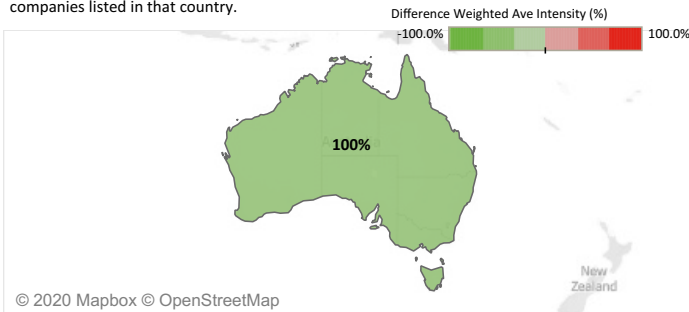 companies listed in that country.
Difference Weighted Ave Intensity (%)
-100.0% 100.0%
100%
New
Zealand
© 2020 Mapbox © OpenStreetMap